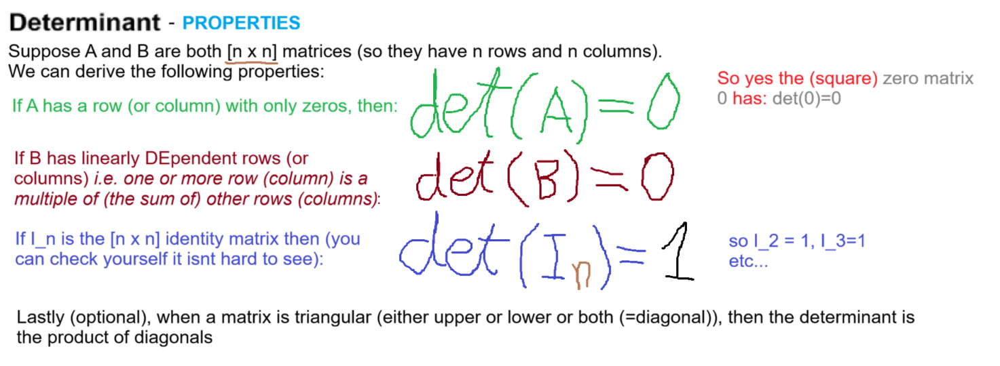 Determinant - PROPERTIES
Suppose A and B are both [n x n] matrices (so they have n rows and n columns).
We can derive the following properties:
If A has a row (or column) with only zeros, then:
det(A)=0
So yes the (square) zero matrix
0 has: det(0)=0
If B has linearly DEpendent rows (or
columns) i.e. one or more row (column) is a
multiple of (the sum of) other rows (columns):
det(B)=0
If I_n is the [n x n] identity matrix then (you
can check yourself it isnt hard to see):
det(In)=1
so I_2 = 1, I_3=1
etc...
Lastly (optional), when a matrix is triangular (either upper or lower or both (=diagonal)), then the determinant is
the product of diagonals